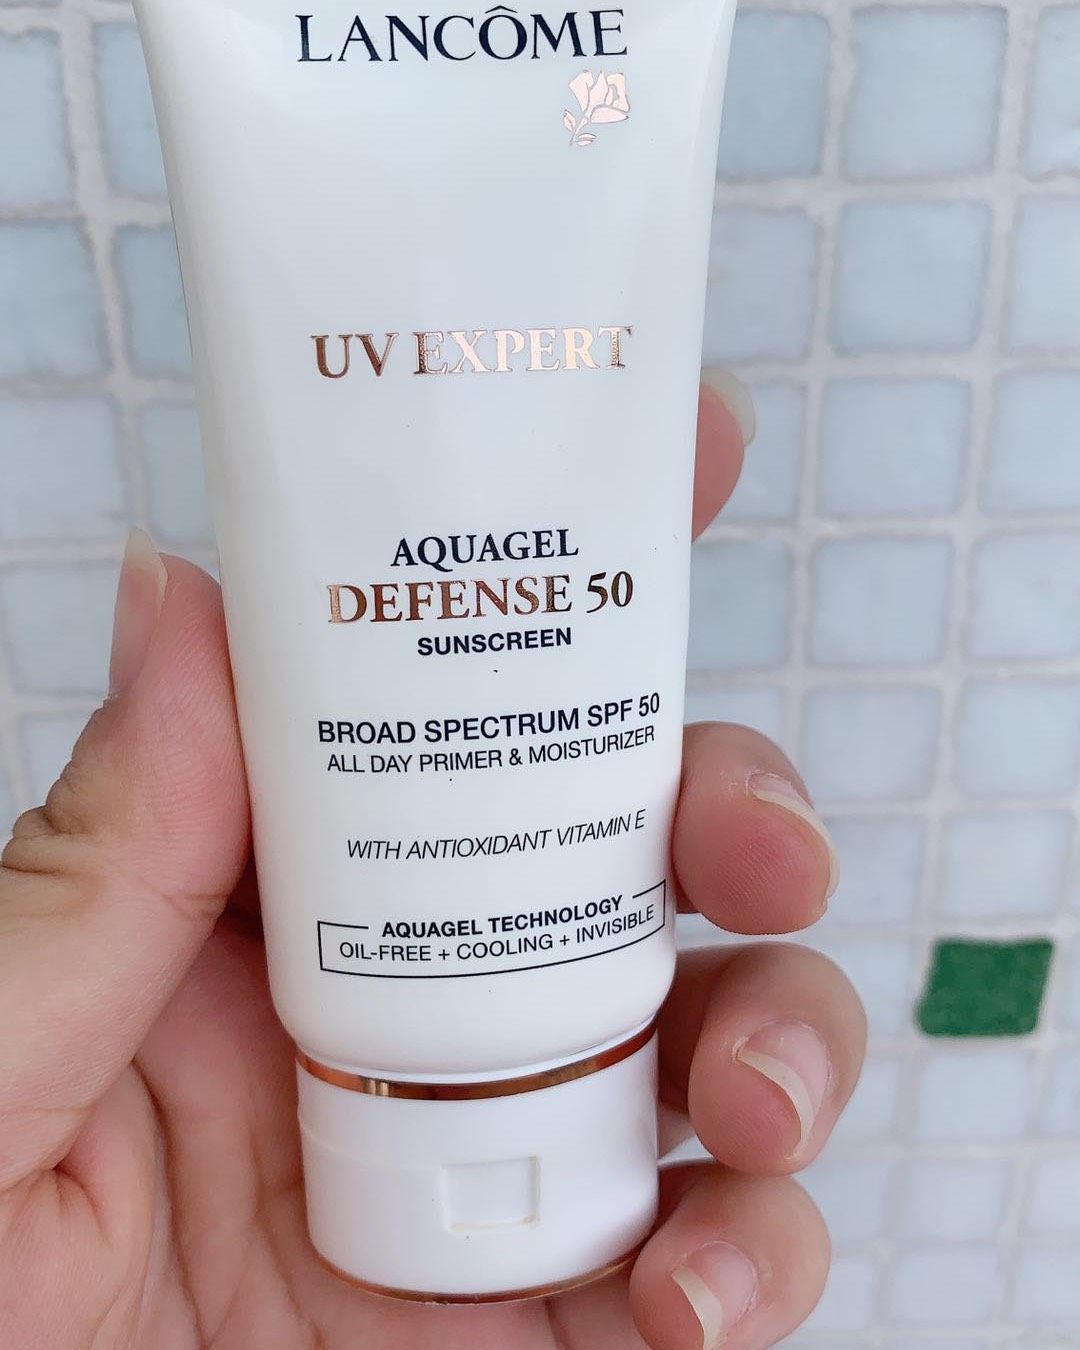 LANCÔME
UV EXPERT
AQUAGEL
DEFENSE 50
SUNSCREEN
BROAD SPECTRUM SPF 50
ALL DAY PRIMER & MOISTURIZER
WITH ANTIOXIDANT VITAMIN E
AQUAGEL TECHNOLOGY
OIL-FREE + COOLING + INVISIBLE